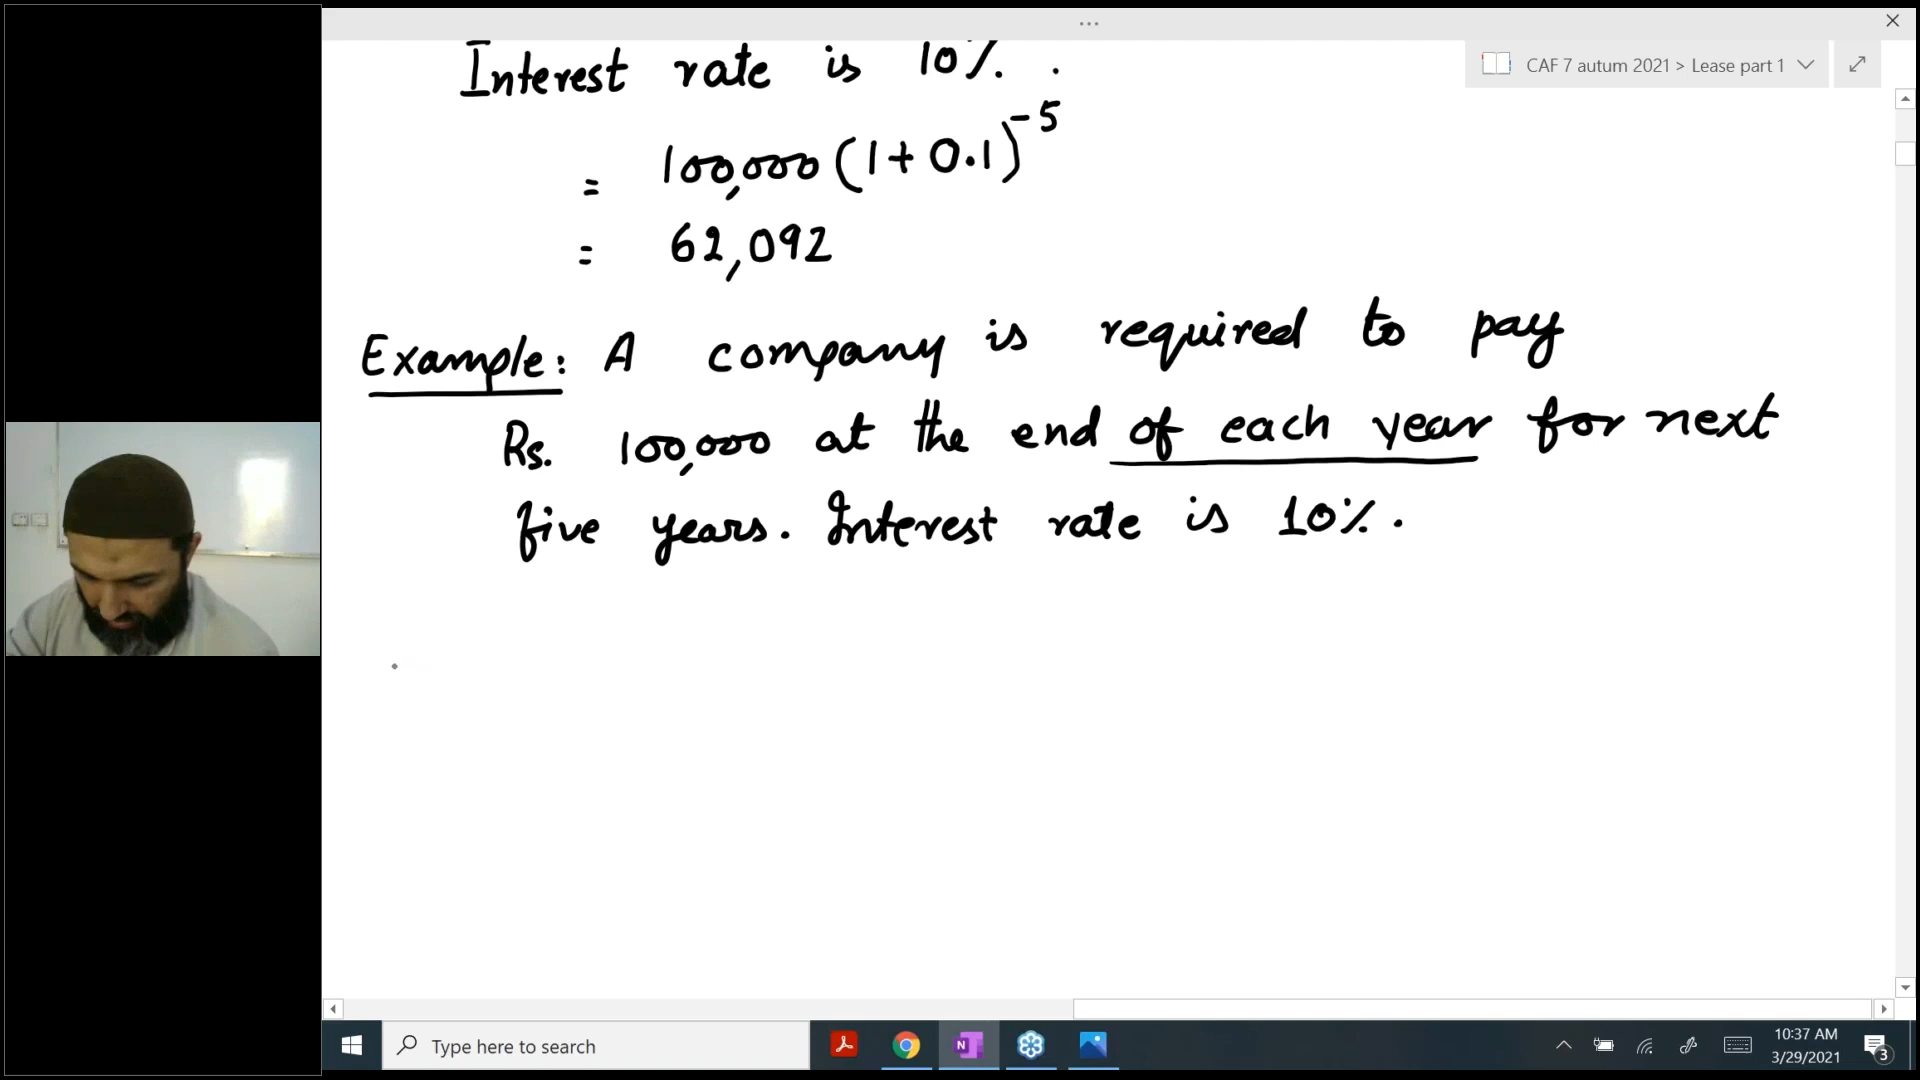 Interest rate is 10%.
CAF 7 autum 2021 > Lease part 1
= 100,000 (1 + 0.1)^-5
= 62,092
Example: A company is required to pay
Rs. 100,000 at the end of each year for next
five years. Interest rate is 10%.
Type here to search
10:37 AM
3/29/2021
3